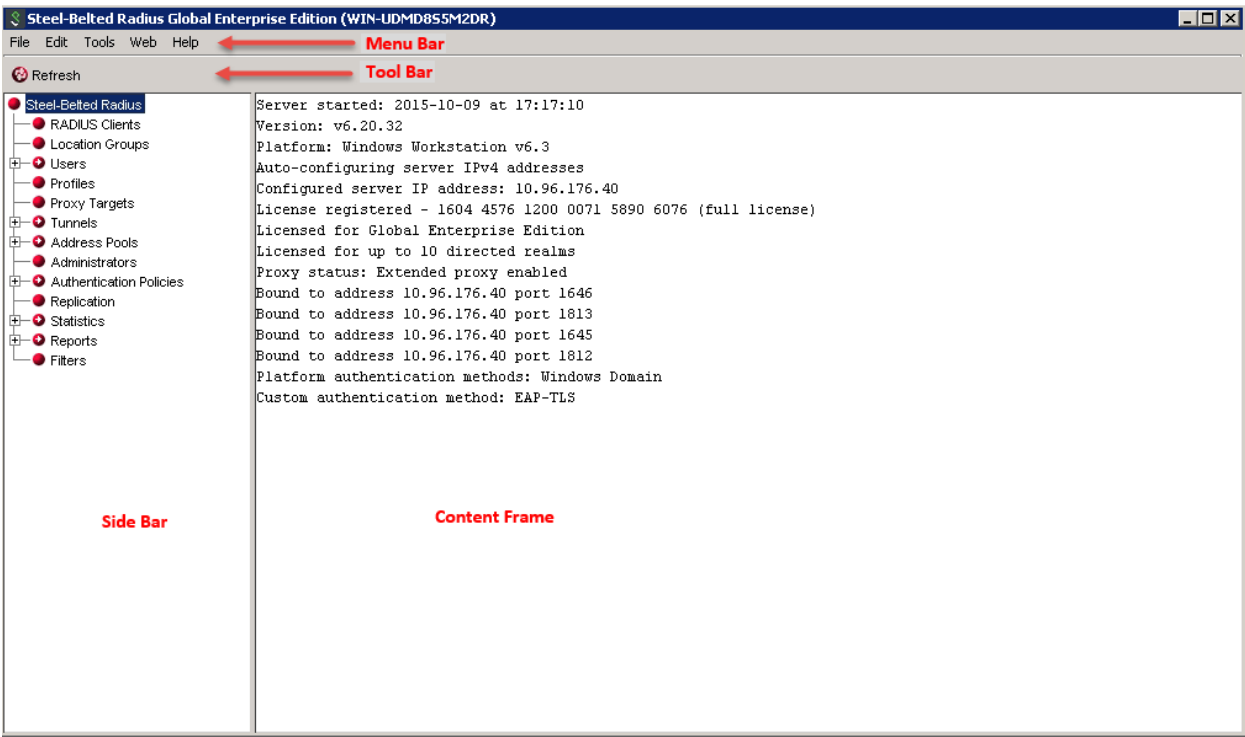 Steel-Belted Radius Global Enterprise Edition (WIN-UDMD8S5M2DR)
File Edit Tools Web Help
Menu Bar
Refresh
Tool Bar
Steel-Belted Radius
RADIUS Clients
Location Groups
Users
Profiles
Proxy Targets
Tunnels
Address Pools
Administrators
Authentication Policies
Replication
Statistics
Reports
Filters
Side Bar
Server started: 2015-10-09 at 17:17:10
Version: v6.20.32
Platform: Windows Workstation v6.3
Auto-configuring server IPv4 addresses
Configured server IP address: 10.96.176.40
License registered - 1604 4576 1200 0071 5890 6076 (full license)
Licensed for Global Enterprise Edition
Licensed for up to 10 directed realms
Proxy status: Extended proxy enabled
Bound to address 10.96.176.40 port 1646
Bound to address 10.96.176.40 port 1813
Bound to address 10.96.176.40 port 1645
Bound to address 10.96.176.40 port 1812
Platform authentication methods: Windows Domain
Custom authentication method: EAP-TLS
Content Frame